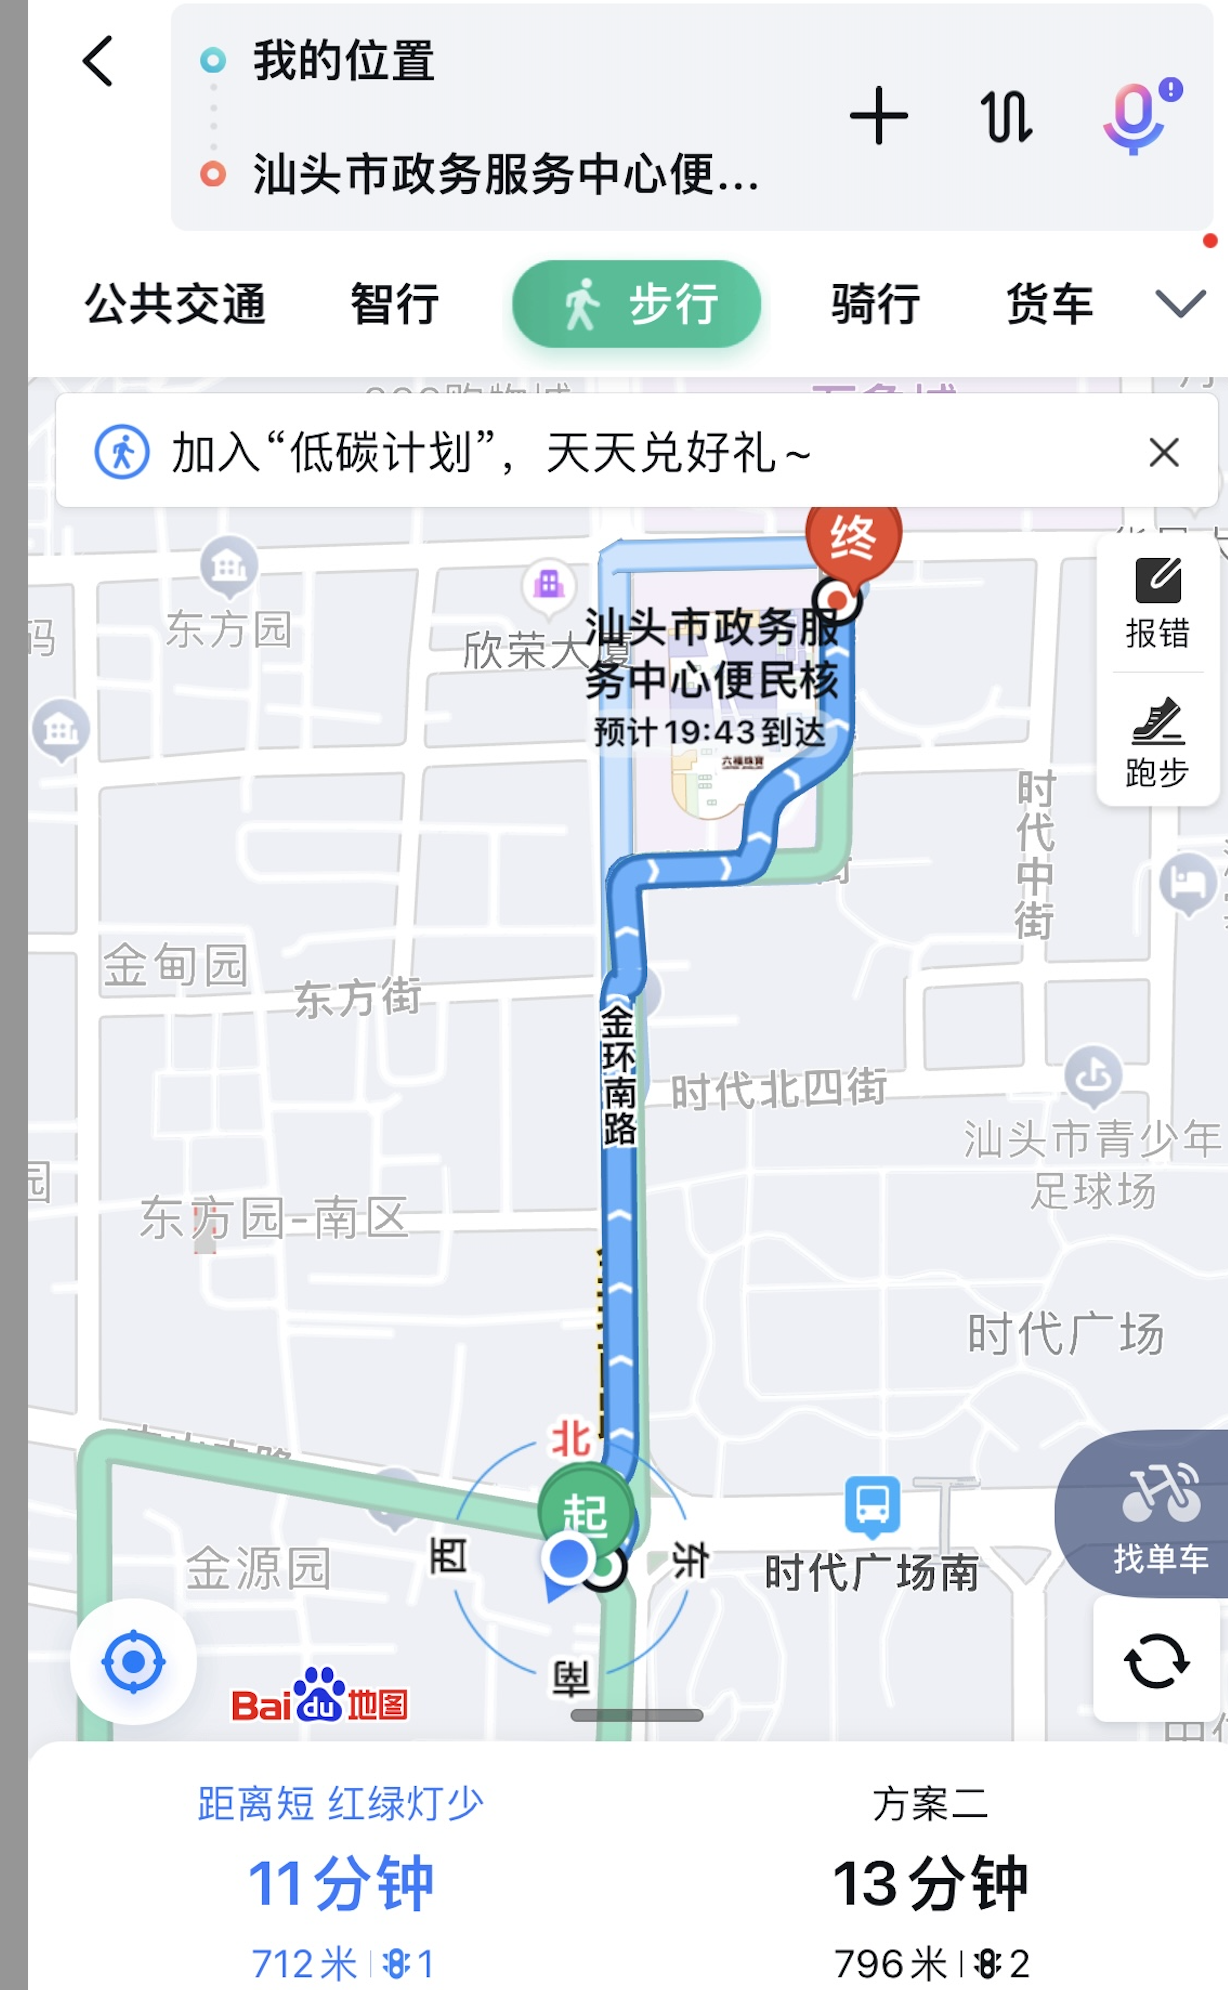 我的位置
汕头市政务服务中心便...
公共交通
智行
步行
骑行
货车
加入“低碳计划”，天天兑好礼~
终
东方园
码
欣荣大厦
汕头市政务服
务中心便民核
预计19:43到达
六福珠宝
报错
跑步
时代中街
街
金甸园
东方街
金环南路
时代北四街
汕头市青少年
足球场
园
东方园-南区
时代广场
北
起
西
东
南
金源园
时代广场南
找单车
Baidu地图
距离短 红绿灯少
11分钟
712米 1
方案二
13分钟
796米 2